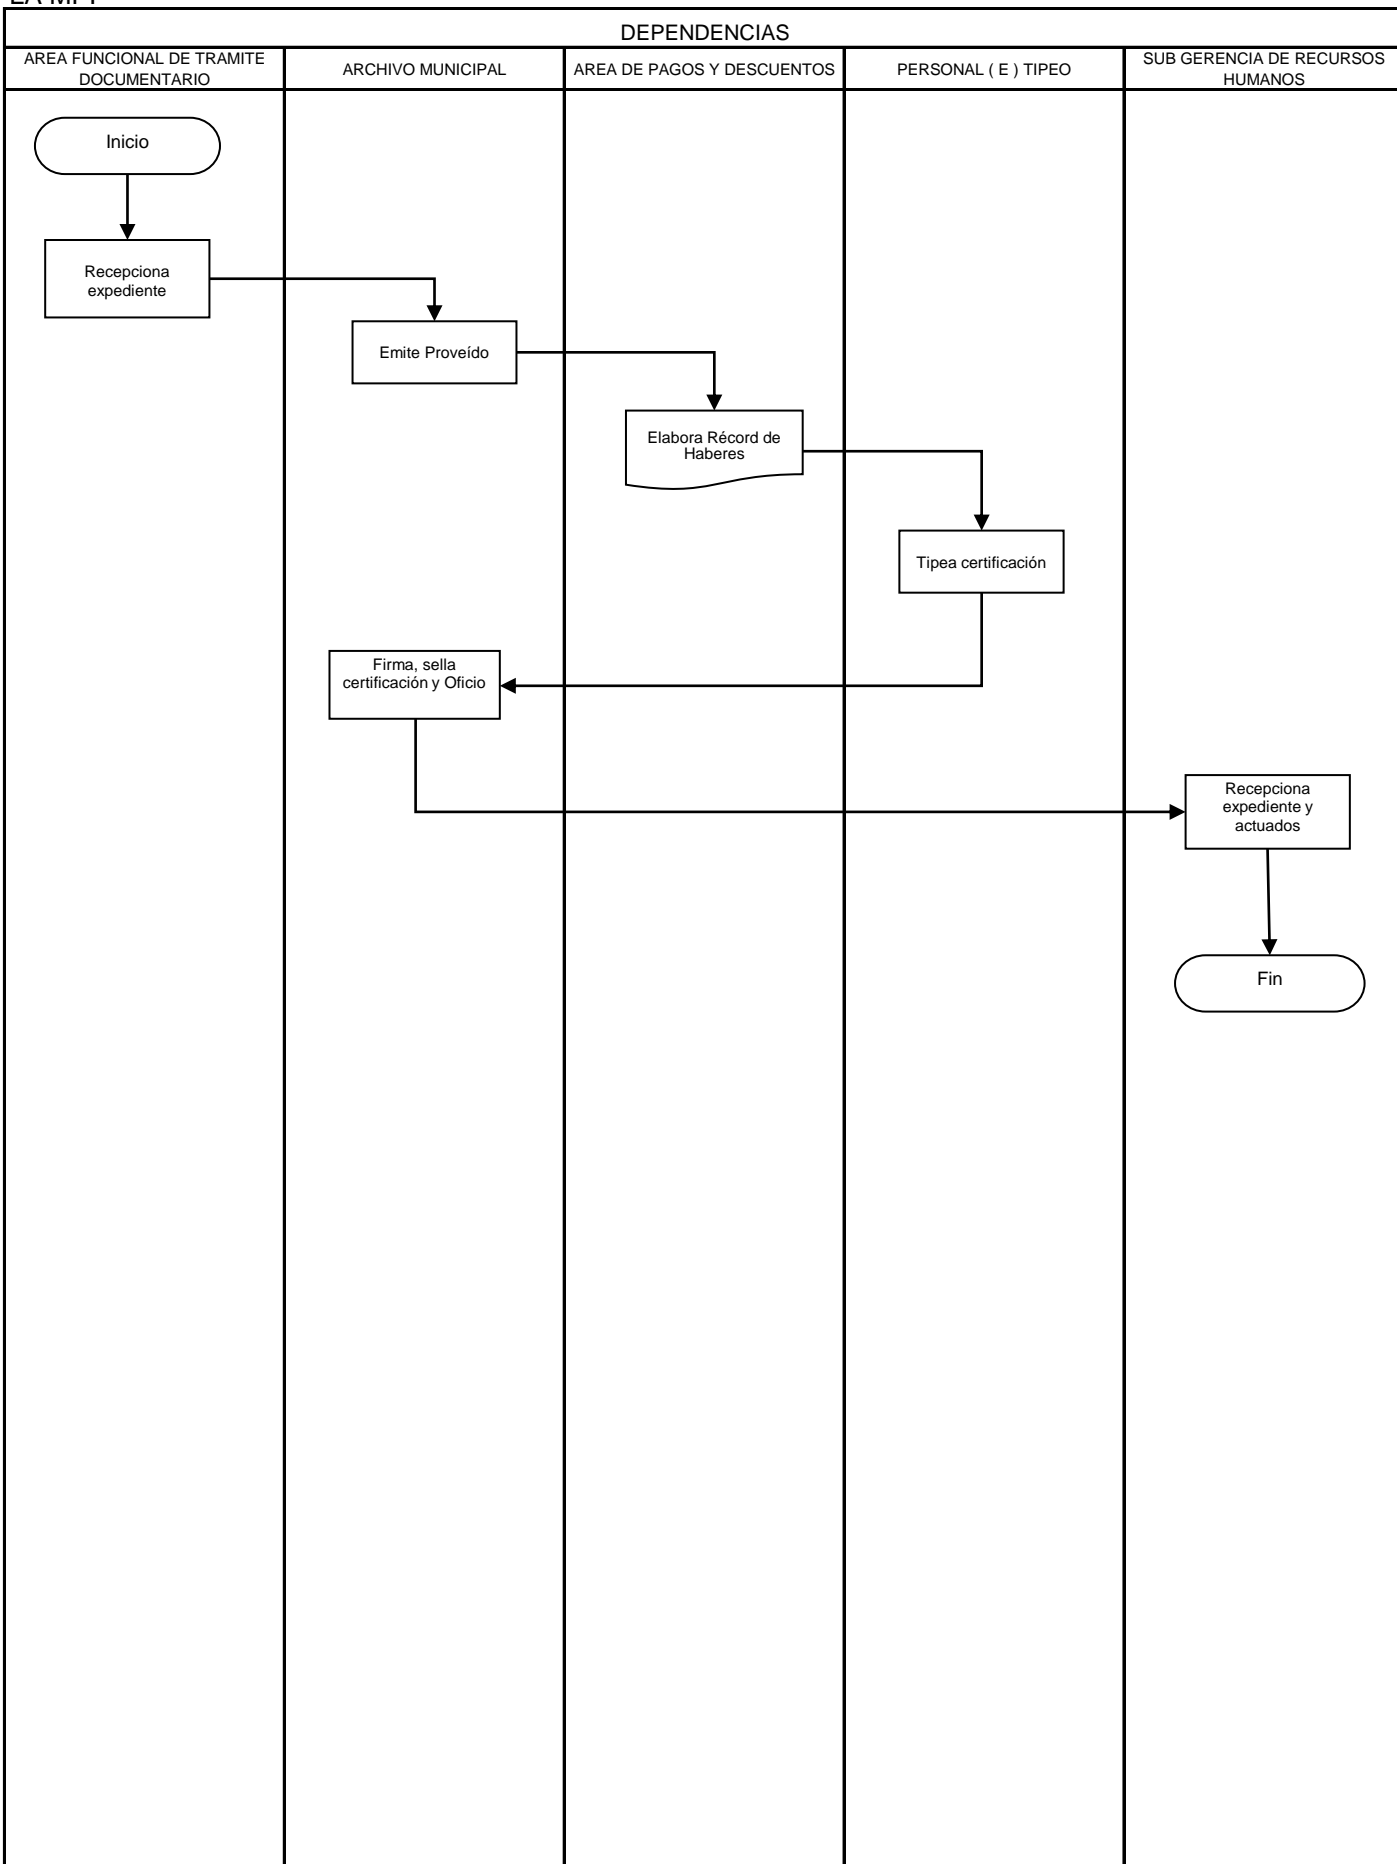 DEPENDENCIAS
AREA FUNCIONAL DE TRAMITE
DOCUMENTARIO
ARCHIVO MUNICIPAL
AREA DE PAGOS Y DESCUENTOS
PERSONAL ( E ) TIPEO
SUB GERENCIA DE RECURSOS
HUMANOS
Inicio
Recepciona
expediente
Emite Proveído
Elabora Récord de
Haberes
Tipea certificación
Firma, sella
certificación y Oficio
Recepciona
expediente y
actuados
Fin